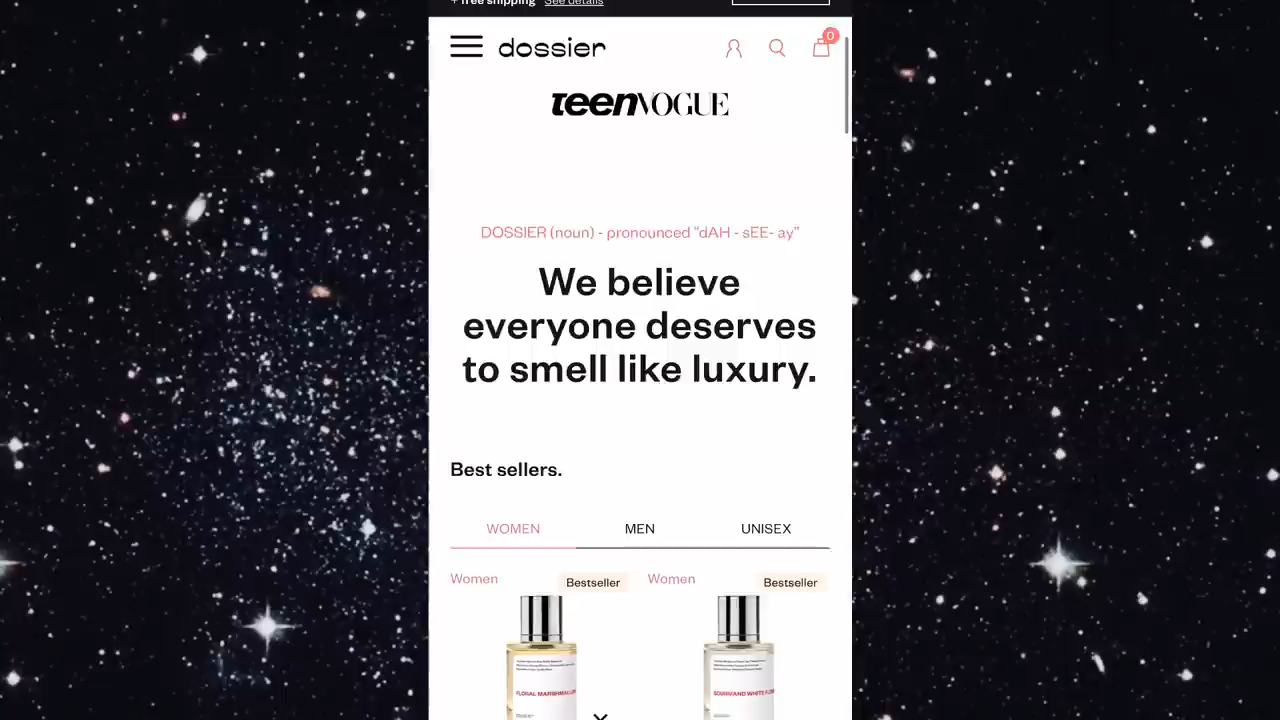 + free shipping See details
dossier
0
teenVOGUE
DOSSIER (noun) - pronounced “dAH - sEE- ay”
We believe
everyone deserves
to smell like luxury.
Best sellers.
WOMEN MEN UNISEX
Women Bestseller Women Bestseller
FLORAL MARSHMALLOW
WHITE